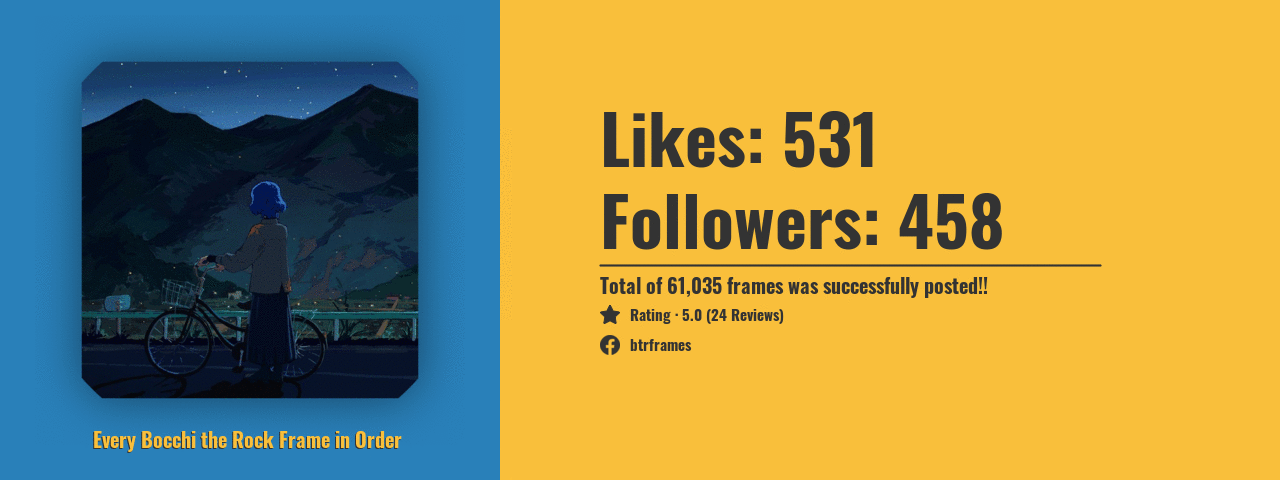 Likes: 531
Followers: 458
Total of 61,035 frames was successfully posted!!
Rating · 5.0 (24 Reviews)
btrframes
Every Bocchi the Rock Frame in Order